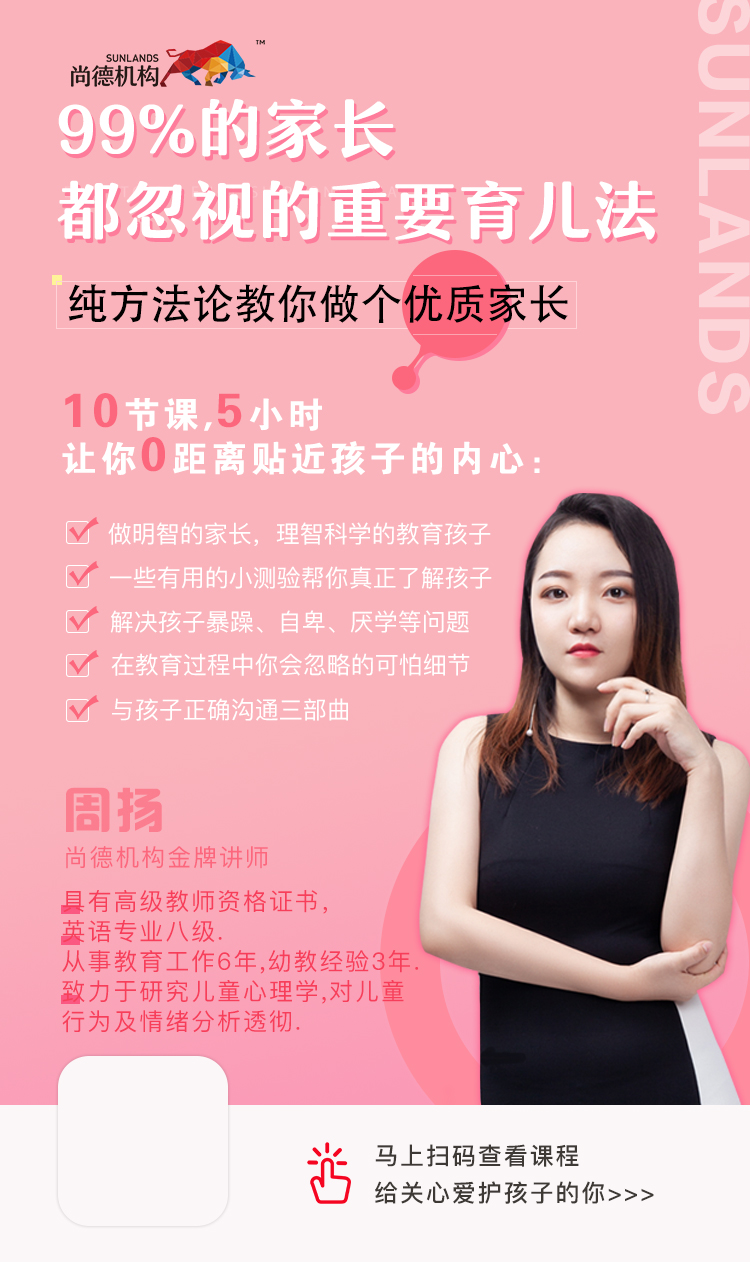 SUNLANDS
尚德机构
TM
99%的家长
都忽视的重要育儿法
SUNLANDS
纯方法论教你做个优质家长
10节课,5小时
让你0距离贴近孩子的内心:
做明智的家长，理智科学的教育孩子
一些有用的小测验帮你真正了解孩子
解决孩子暴躁、自卑、厌学等问题
在教育过程中你会忽略的可怕细节
与孩子正确沟通三部曲
周扬
尚德机构金牌讲师
具有高级教师资格证书,
英语专业八级.
从事教育工作6年,幼教经验3年.
致力于研究儿童心理学,对儿童
行为及情绪分析透彻.
马上扫码查看课程
给关心爱护孩子的你>>>